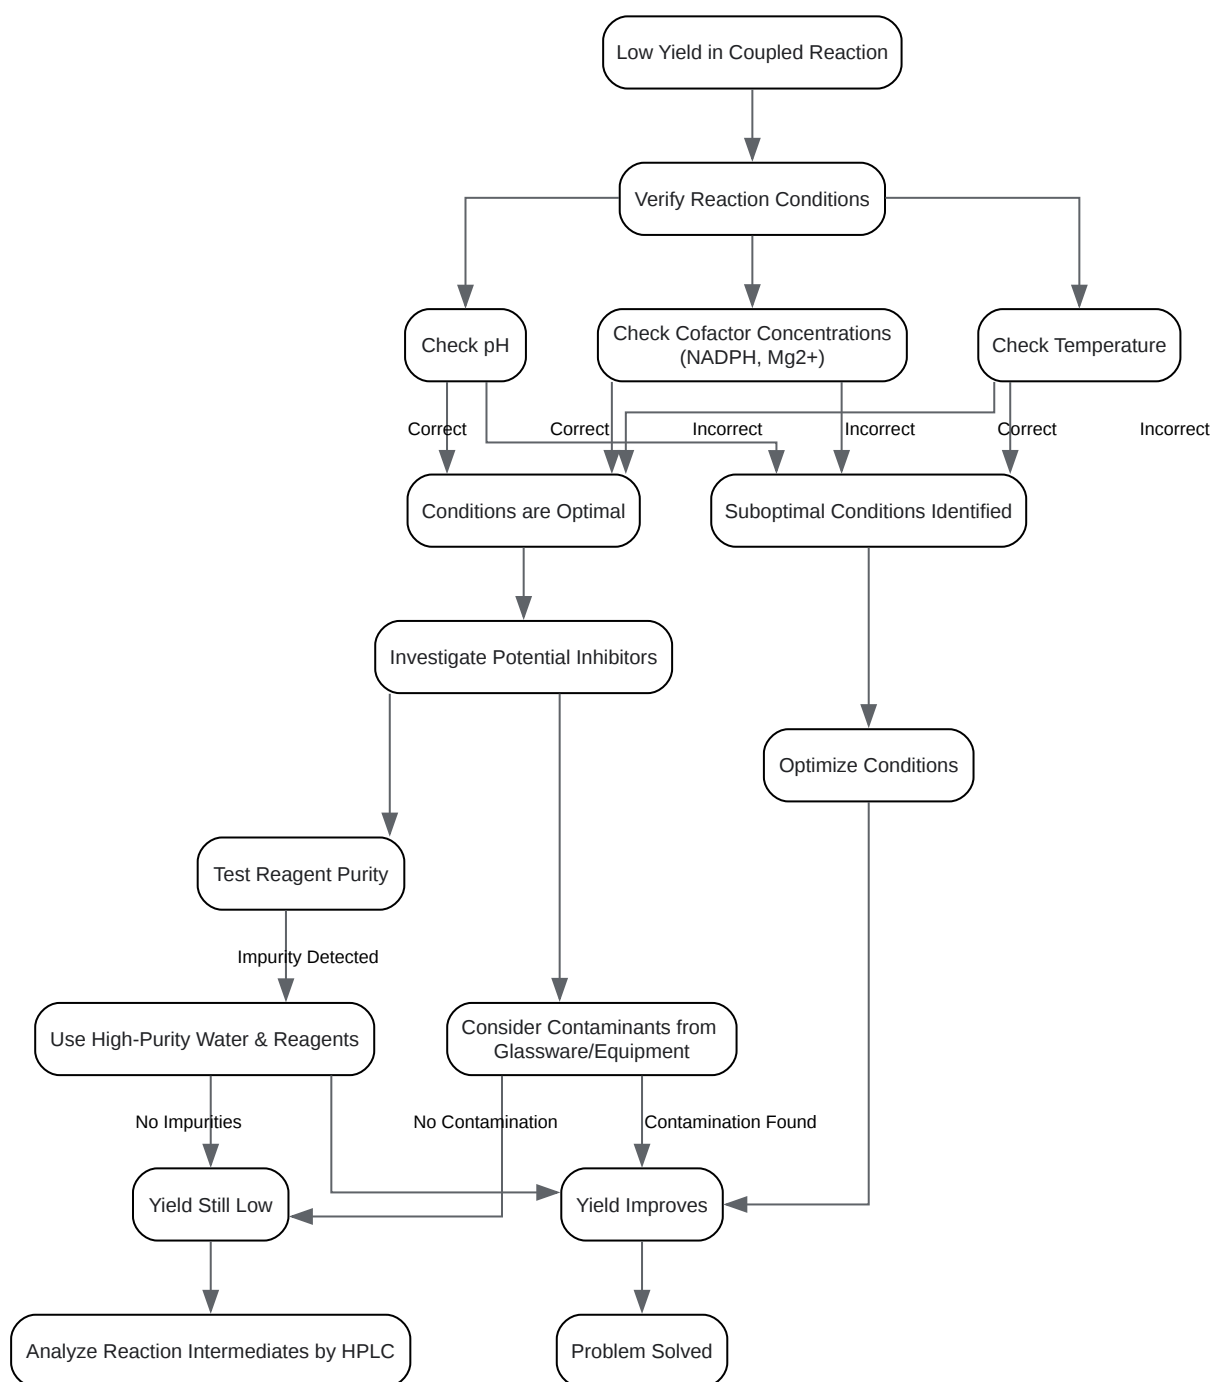 Low Yield in Coupled Reaction
Verify Reaction Conditions
Check pH
Check Cofactor Concentrations
(NADPH, Mg2+)
Check Temperature
Correct
Correct
Incorrect
Incorrect
Correct
Incorrect
Conditions are Optimal
Suboptimal Conditions Identified
Investigate Potential Inhibitors
Optimize Conditions
Test Reagent Purity
Impurity Detected
Use High-Purity Water & Reagents
Consider Contaminants from
Glassware/Equipment
No Impurities
No Contamination
Contamination Found
Yield Still Low
Yield Improves
Analyze Reaction Intermediates by HPLC
Problem Solved